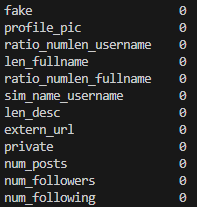 fake 0
profile_pic 0
ratio_numlen_username 0
len_fullname 0
ratio_numlen_fullname 0
sim_name_username 0
len_desc 0
extern_url 0
private 0
num_posts 0
num_followers 0
num_following 0